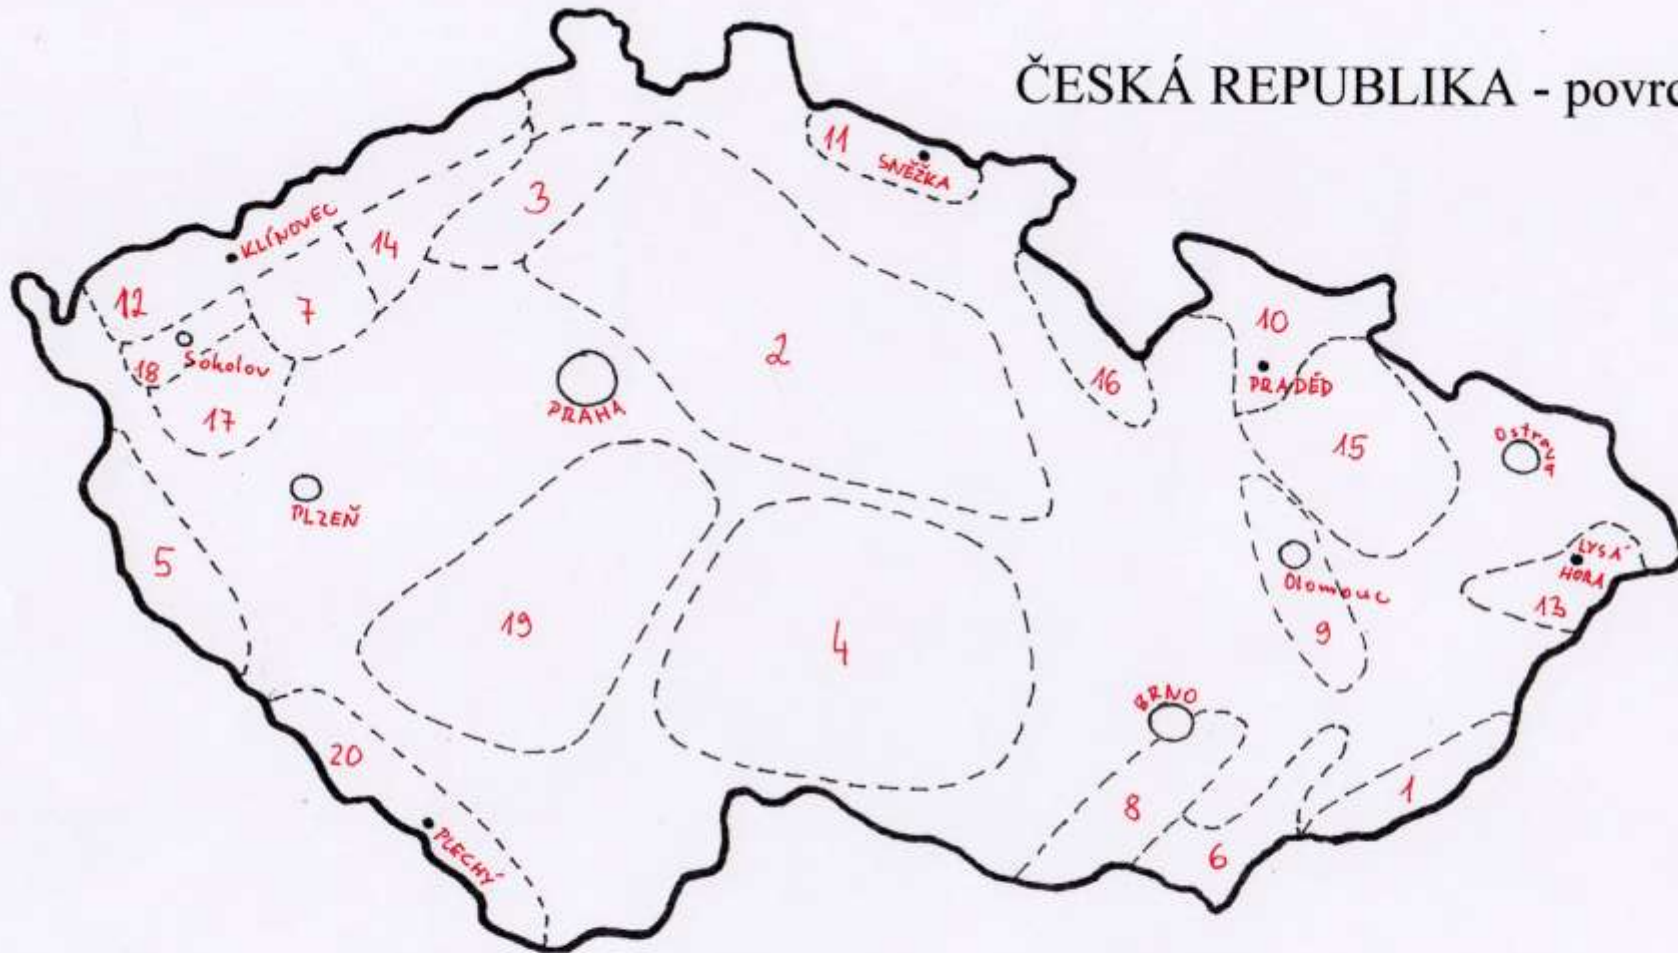 ČESKÁ REPUBLIKA - povrc
11
SNĚŽKA
3
KLÍNOVEC
14
12
7
10
2
Sokolov
18
16
PRADĚD
PRAHA
17
15
Ostrava
PLZEŇ
5
LYSÁ
HORA
Olomouc
13
19
4
9
BRNO
20
1
8
PLECHÝ
6